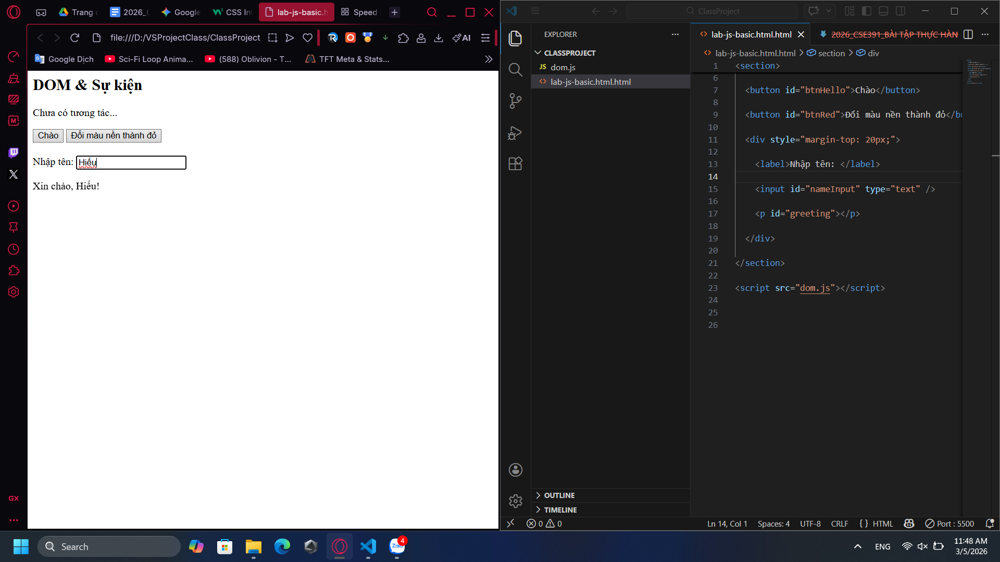 Trang
2026_
Google
CSS In
lab-js-basic.h
Speed
file:///D:/VSProjectClass/ClassProject
AI
Google Dịch
Sci-Fi Loop Anima...
(588) Oblivion - T...
TFT Meta & Stats...
DOM & Sự kiện
Chưa có tương tác...
Chào
Đổi màu nền thành đỏ
Nhập tên: Hiếu
Xin chào, Hiếu!
GX
ClassProject
EXPLORER
CLASSPROJECT
JS dom.js
lab-js-basic.html.html
OUTLINE
TIMELINE
lab-js-basic.html.html
2026_CSE391_BÀI TẬP THỰC HÀN
lab-js-basic.html.html > section > div
1 <section>
6
7 <button id="btnHello">Chào</button>
8
9 <button id="btnRed">Đổi màu nền thành đỏ</bu
10
11 <div style="margin-top: 20px;">
12
13 <label>Nhập tên: </label>
14
15 <input id="nameInput" type="text" />
16
17 <p id="greeting"></p>
18
19 </div>
20
21 </section>
22
23 <script src="dom.js"></script>
24
25
26
0 0
Ln 14, Col 1
Spaces: 4
UTF-8
CRLF
{ } HTML
Port : 5500
Search
Zalo
4
ENG
11:48 AM
3/5/2026